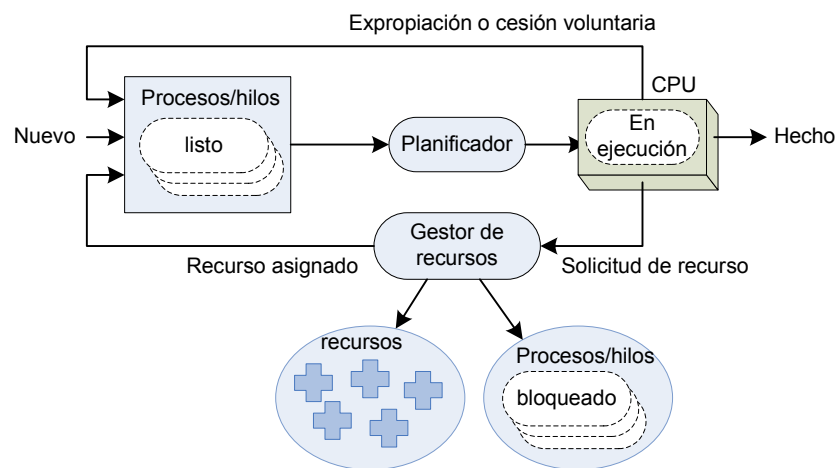 Expropiación o cesión voluntaria
CPU
Procesos/hilos
Nuevo
listo
Planificador
En
ejecución
Hecho
Gestor de
recursos
Recurso asignado
Solicitud de recurso
recursos
Procesos/hilos
bloqueado